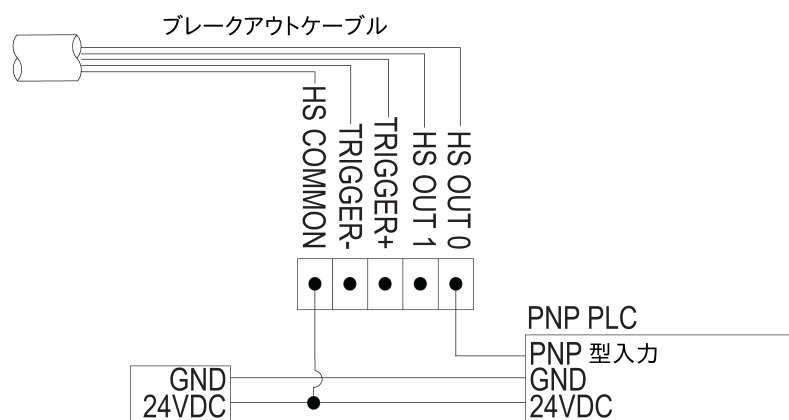 ブレークアウトケーブル
HS COMMON
TRIGGER-
TRIGGER+
HS OUT 1
HS OUT 0
PNP PLC
PNP 型入力
GND
24VDC
GND
24VDC